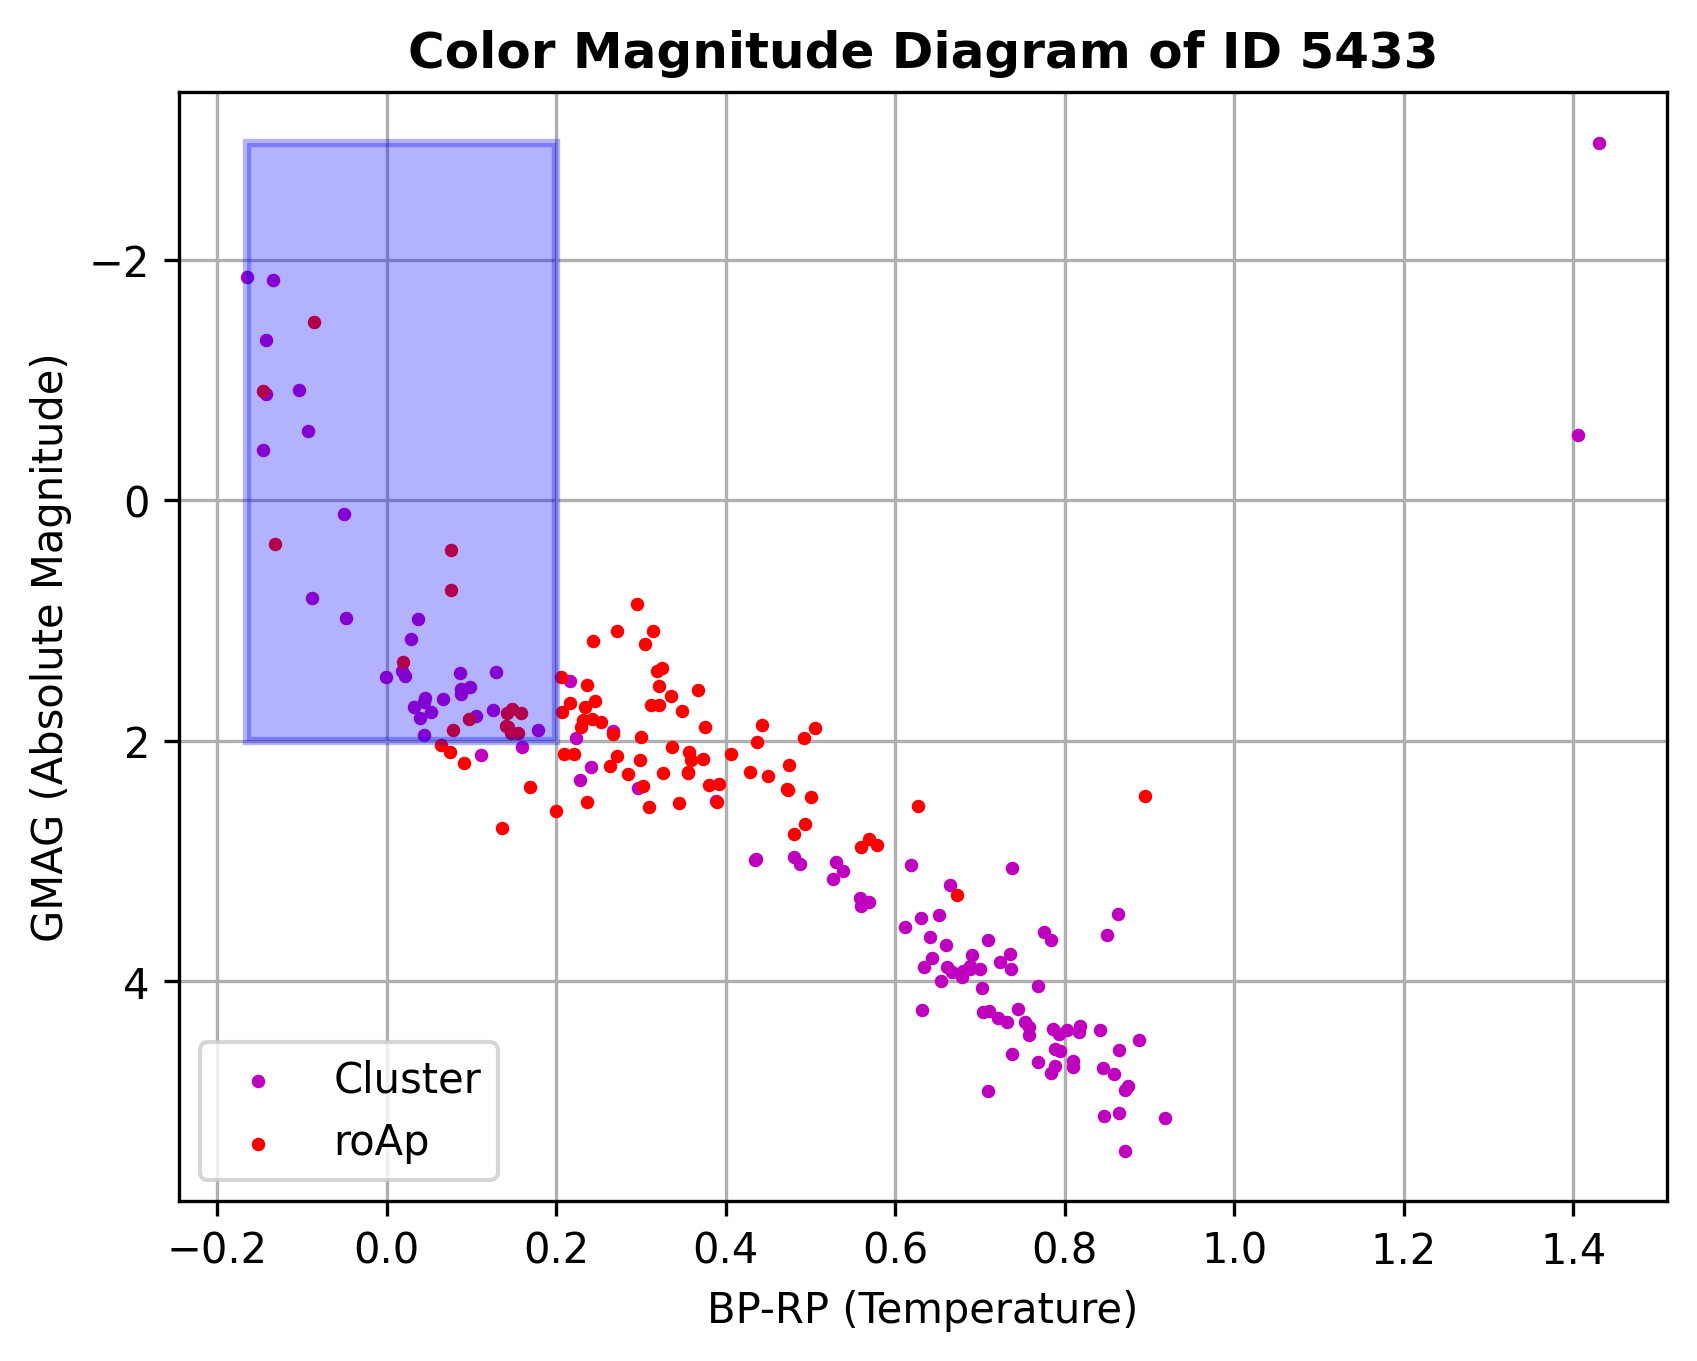 Color Magnitude Diagram of ID 5433
GMAG (Absolute Magnitude)
−2
0
2
4
Cluster
roAp
−0.2 0.0 0.2 0.4 0.6 0.8 1.0 1.2 1.4
BP-RP (Temperature)